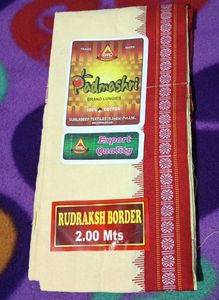 TRADE MARK
Padmashri
BRAND LUNGIES
100% COTTON
Export
Quality
RUDRAKSH BORDER
2.00 Mts